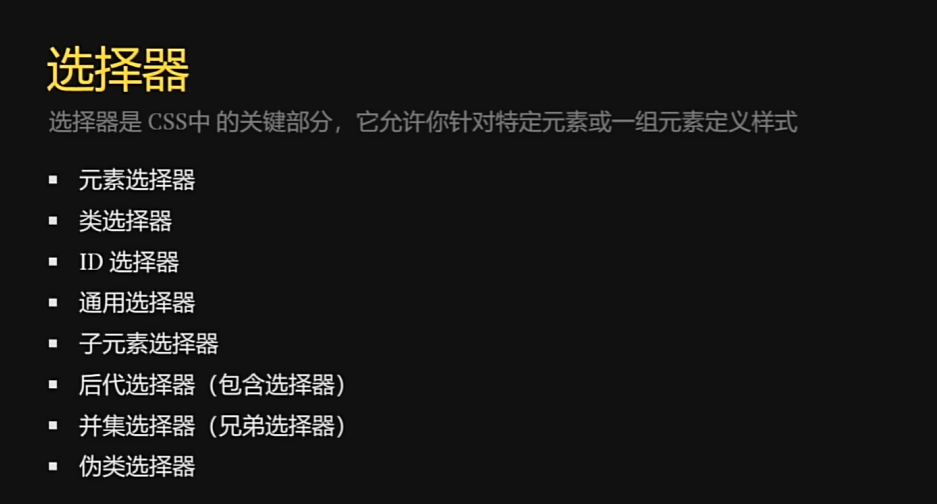 选择器
选择器是 CSS中 的关键部分，它允许你针对特定元素或一组元素定义样式
元素选择器
类选择器
ID 选择器
通用选择器
子元素选择器
后代选择器（包含选择器）
并集选择器（兄弟选择器）
伪类选择器